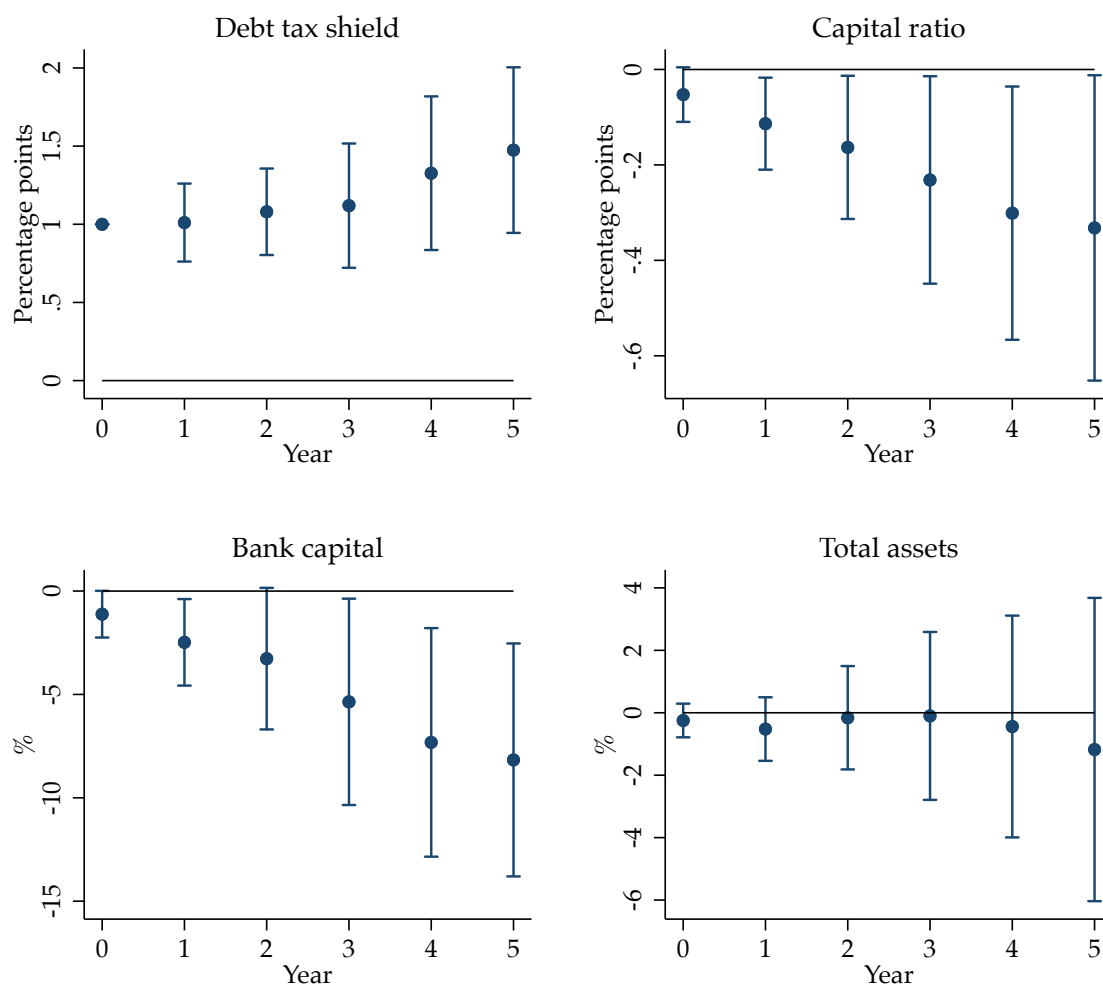 Debt tax shield
Percentage points
2
1.5
1
.5
0
0 1 2 3 4 5
Year
Capital ratio
Percentage points
0
-.2
-.4
-.6
0 1 2 3 4 5
Year
Bank capital
%
0
-5
-10
-15
0 1 2 3 4 5
Year
Total assets
%
4
2
0
-2
-4
-6
0 1 2 3 4 5
Year